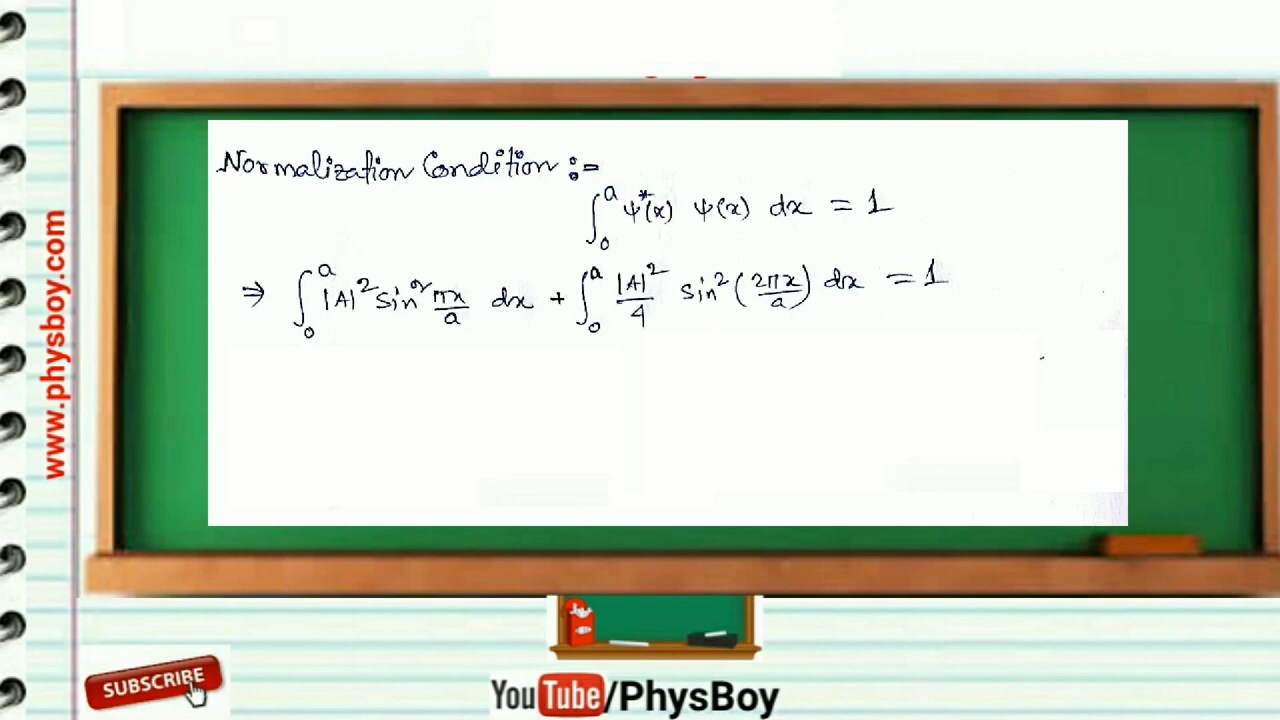 Normalization Condition :-
∫₀ᵃ ψ*(x) ψ(x) dx = 1
⇒ ∫₀ᵃ |A|² sin² πx/a dx + ∫₀ᵃ |A|²/4 sin² (2πx/a) dx = 1
www.physboy.com
SUBSCRIBE
YouTube/PhysBoy